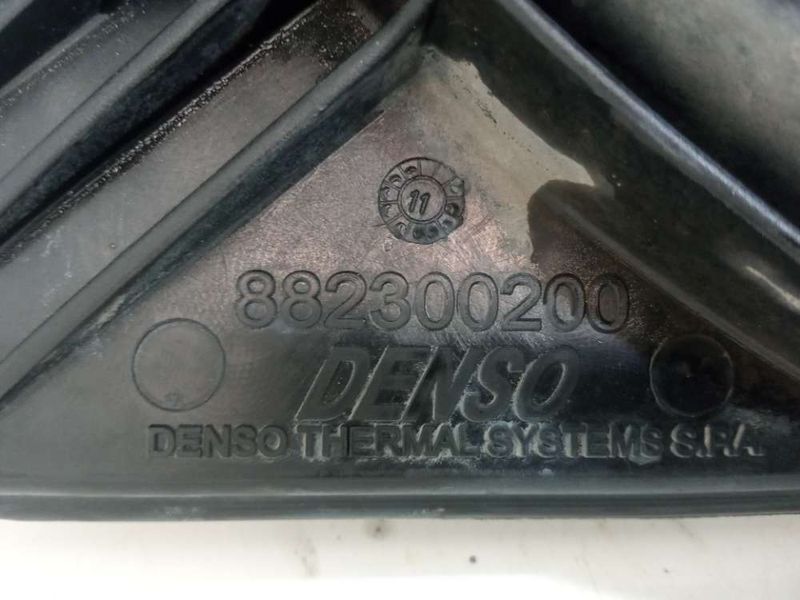 11
882300200
DENSO
DENSO THERMAL SYSTEMS S.P.A.